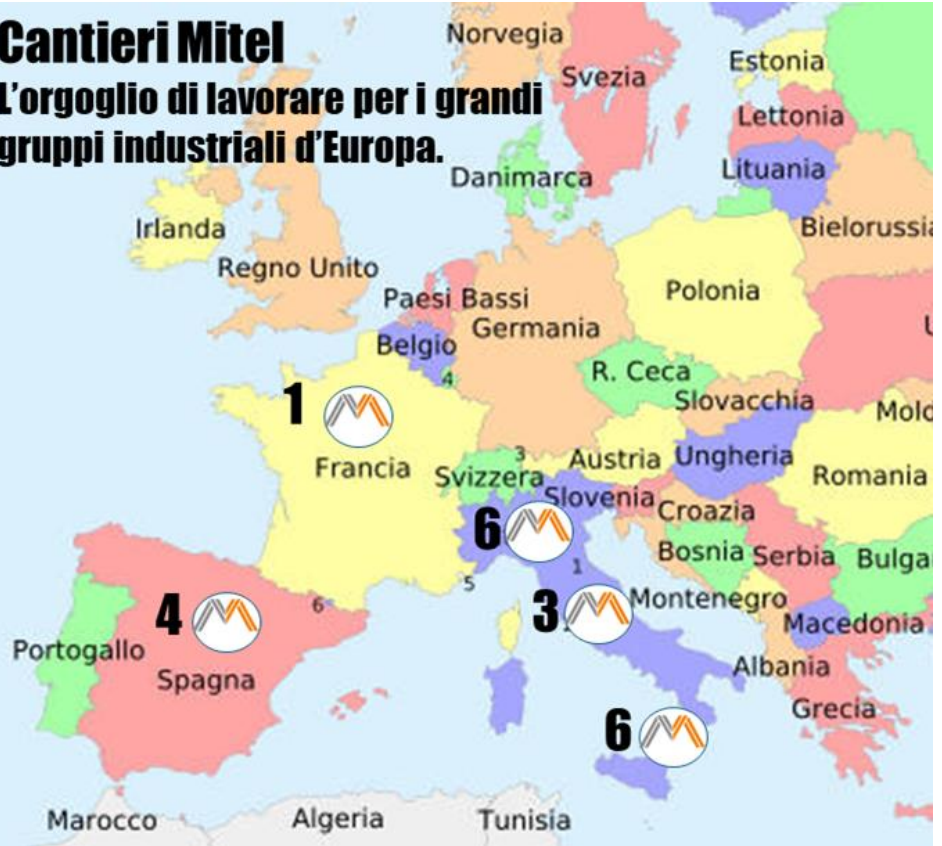 Cantieri Mitel
L'orgoglio di lavorare per i grandi
gruppi industriali d'Europa.
Norvegia
Svezia
Estonia
Lettonia
Lituania
Danimarca
Bielorussia
Irlanda
Regno Unito
Paesi Bassi
Polonia
Germania
Belgio
U
4
R. Ceca
Slovacchia
1
Mold
Francia
3
Svizzera
Austria
Ungheria
Romania
Slovenia
Croazia
6
Bosnia
Serbia
Bulga
1
5
6
4
3
Montenegro
Macedonia
Portogallo
Spagna
Albania
Grecia
6
Marocco
Algeria
Tunisia